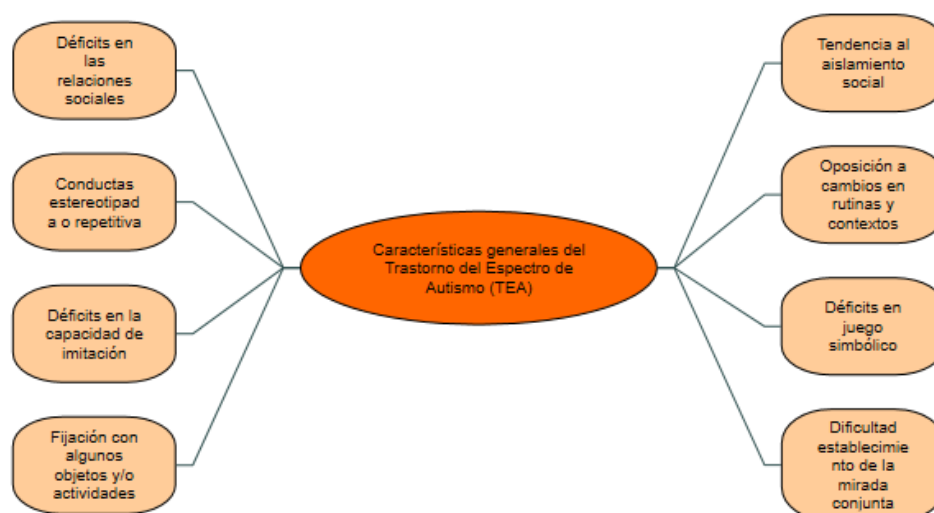 Déficits en
las
relaciones
sociales
Conductas
estereotipad
a o repetitiva
Déficits en la
capacidad de
imitación
Fijación con
algunos
objetos y/o
actividades
Características generales del
Trastorno del Espectro de
Autismo (TEA)
Tendencia al
aislamiento
social
Oposición a
cambios en
rutinas y
contextos
Déficits en
juego
simbólico
Dificultad
establecimie
nto de la
mirada
conjunta